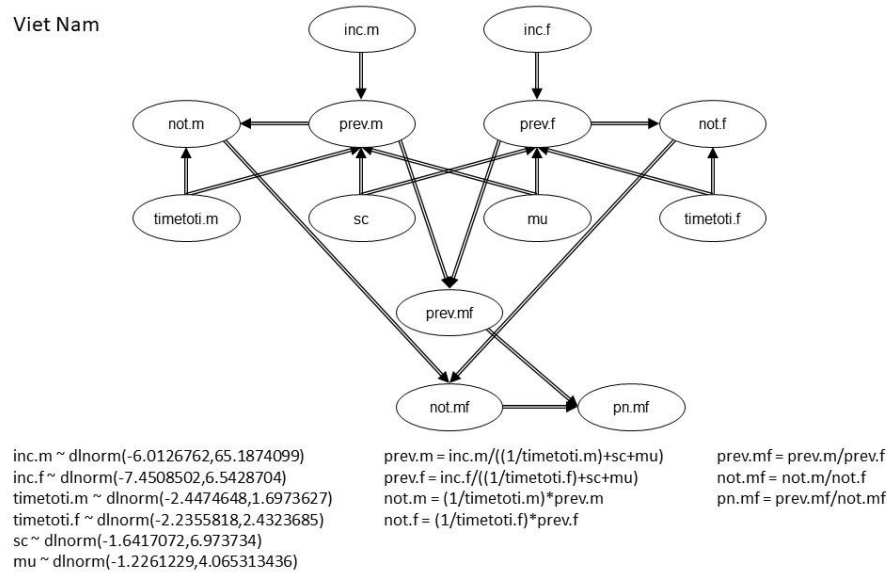 Viet Nam
inc.m
inc.f
not.m
prev.m
prev.f
not.f
timetoti.m
sc
mu
timetoti.f
prev.mf
not.mf
pn.mf
inc.m ~ dlnorm(-6.0126762,65.1874099)
inc.f ~ dlnorm(-7.4508502,6.5428704)
timetoti.m ~ dlnorm(-2.4474648,1.6973627)
timetoti.f ~ dlnorm(-2.2355818,2.4323685)
sc ~ dlnorm(-1.6417072,6.973734)
mu ~ dlnorm(-1.2261229,4.065313436)
prev.m = inc.m/((1/timetoti.m)+sc+mu)
prev.f = inc.f/((1/timetoti.f)+sc+mu)
not.m = (1/timetoti.m)*prev.m
not.f = (1/timetoti.f)*prev.f
prev.mf = prev.m/prev.f
not.mf = not.m/not.f
pn.mf = prev.mf/not.mf